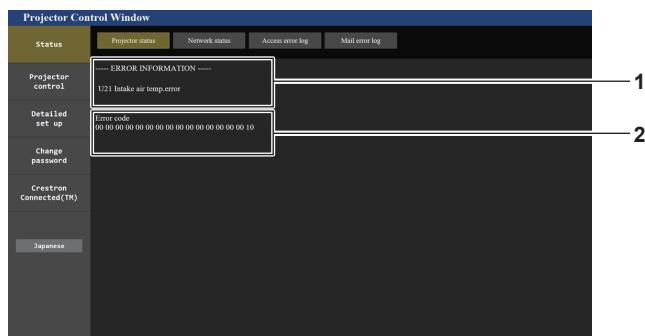 Projector Control Window
Status
Projector status
Network status
Access error log
Mail error log
Projector
control
Detailed
set up
Change
password
Crestron
Connected(TM)
Japanese
----- ERROR INFORMATION -----
U21 Intake air temp.error
1
Error code
00 00 00 00 00 00 00 00 00 00 00 00 00 00 00 10
2